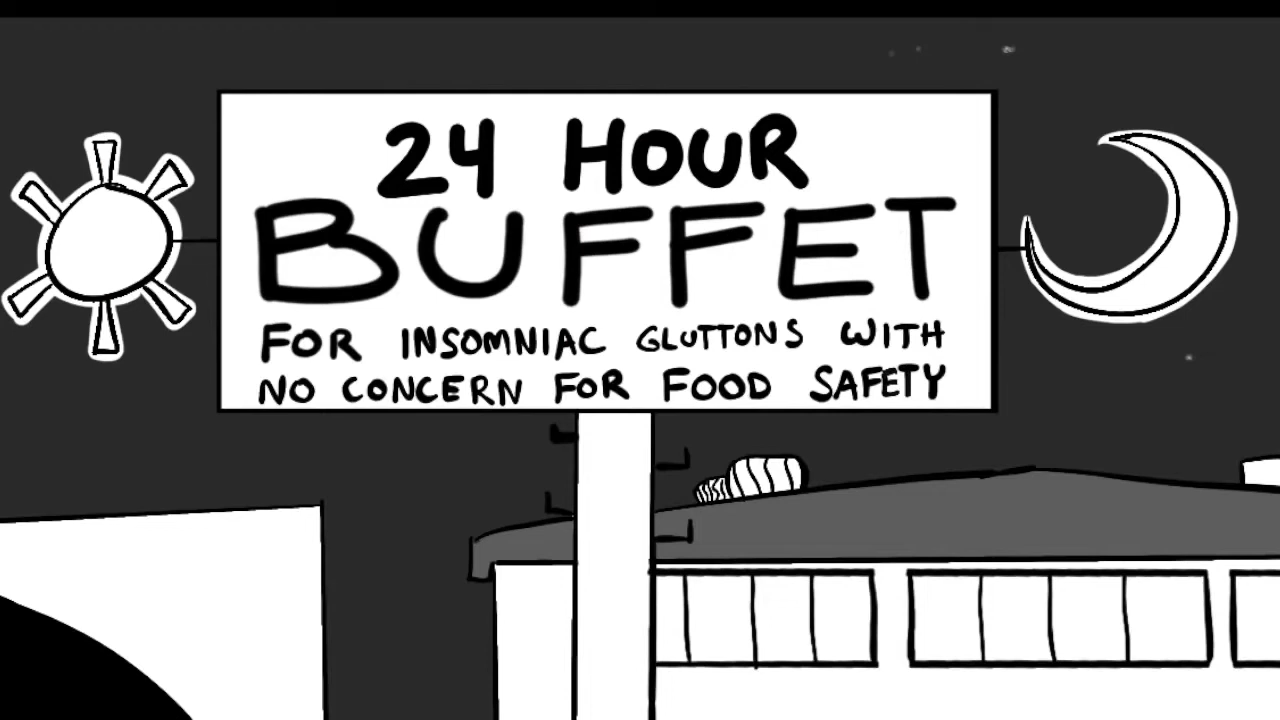 24 HOUR
BUFFET
FOR INSOMNIAC GLUTTONS WITH
NO CONCERN FOR FOOD SAFETY